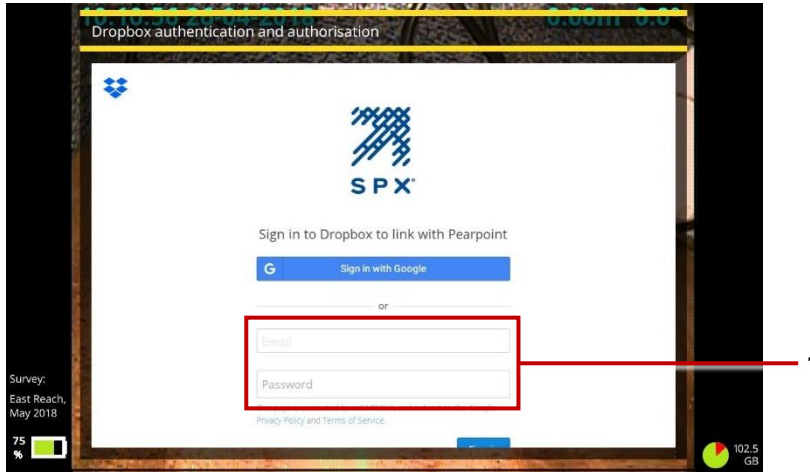 Dropbox authentication and authorisation
SPX
Sign in to Dropbox to link with Pearpoint
G
Sign in with Google
or
Email
Password
Privacy Policy and Terms of Service.
Survey:
East Reach,
May 2018
75
%
102.5
GB